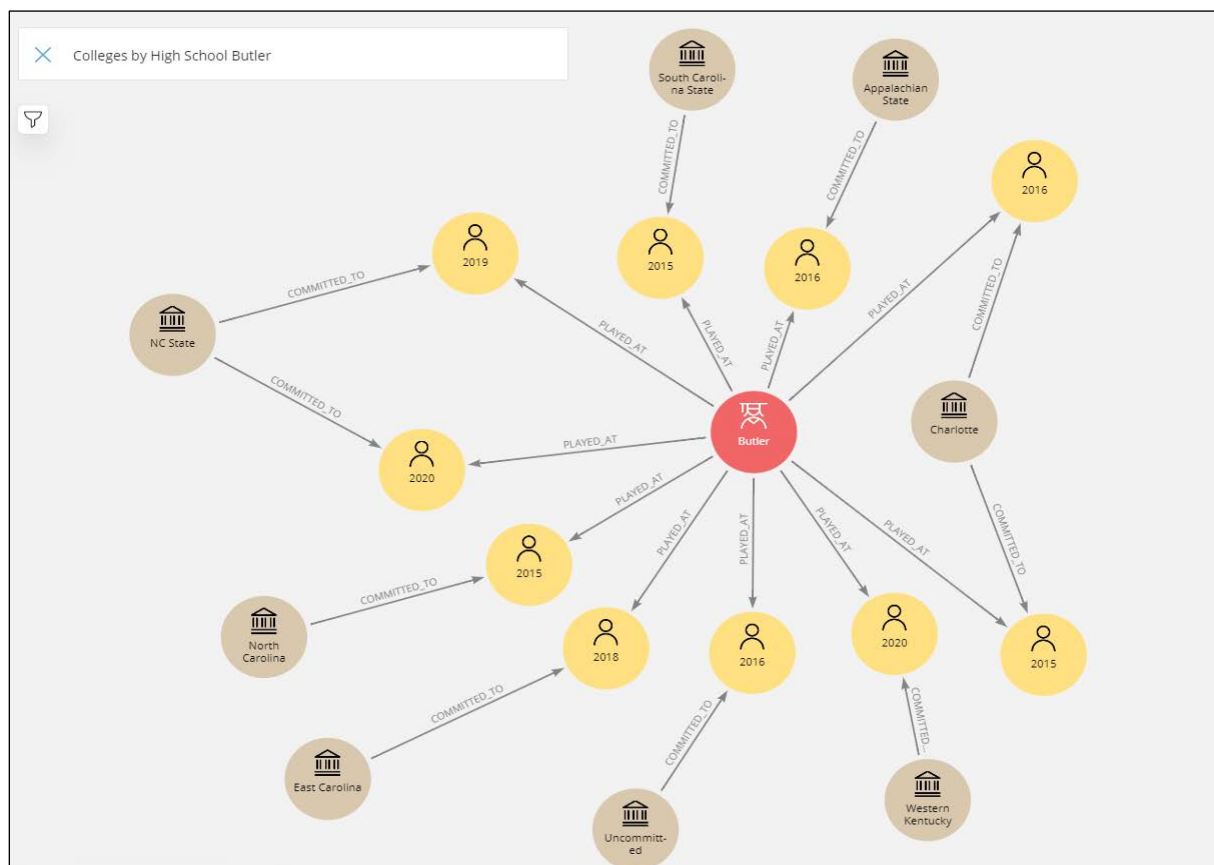 Colleges by High School Butler
South Caroli-
na State
Appalachian
State
COMMITTED_TO
COMMITTED_TO
2016
2019
2015
2016
COMMITTED_TO
COMMITTED_TO
PLAYED_AT
NC State
PLAYED_AT
PLAYED_AT
PLAYED_AT
COMMITTED_TO
Butler
Charlotte
PLAYED_AT
2020
PLAYED_AT
PLAYED_AT
PLAYED_AT
PLAYED_AT
PLAYED_AT
COMMITTED_TO
2015
COMMITTED_TO
North
Carolina
2018
2016
2020
2015
COMMITTED_TO
COMMITTED_TO
COMMITTED...
East Carolina
Uncommitt-
ed
Western
Kentucky